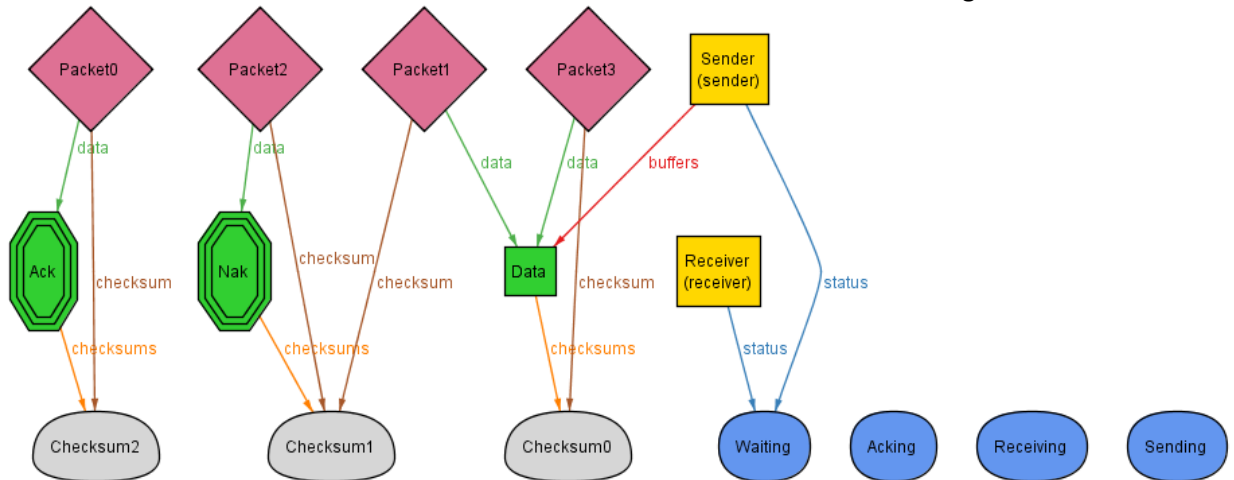 g
Packet0
Packet2
Packet1
Packet3
Sender
(sender)
data
data
data
data
buffers
Ack
Nak
Data
Receiver
(receiver)
checksum
checksum
checksum
checksum
status
checksums
checksums
checksums
status
Checksum2
Checksum1
Checksum0
Waiting
Acking
Receiving
Sending